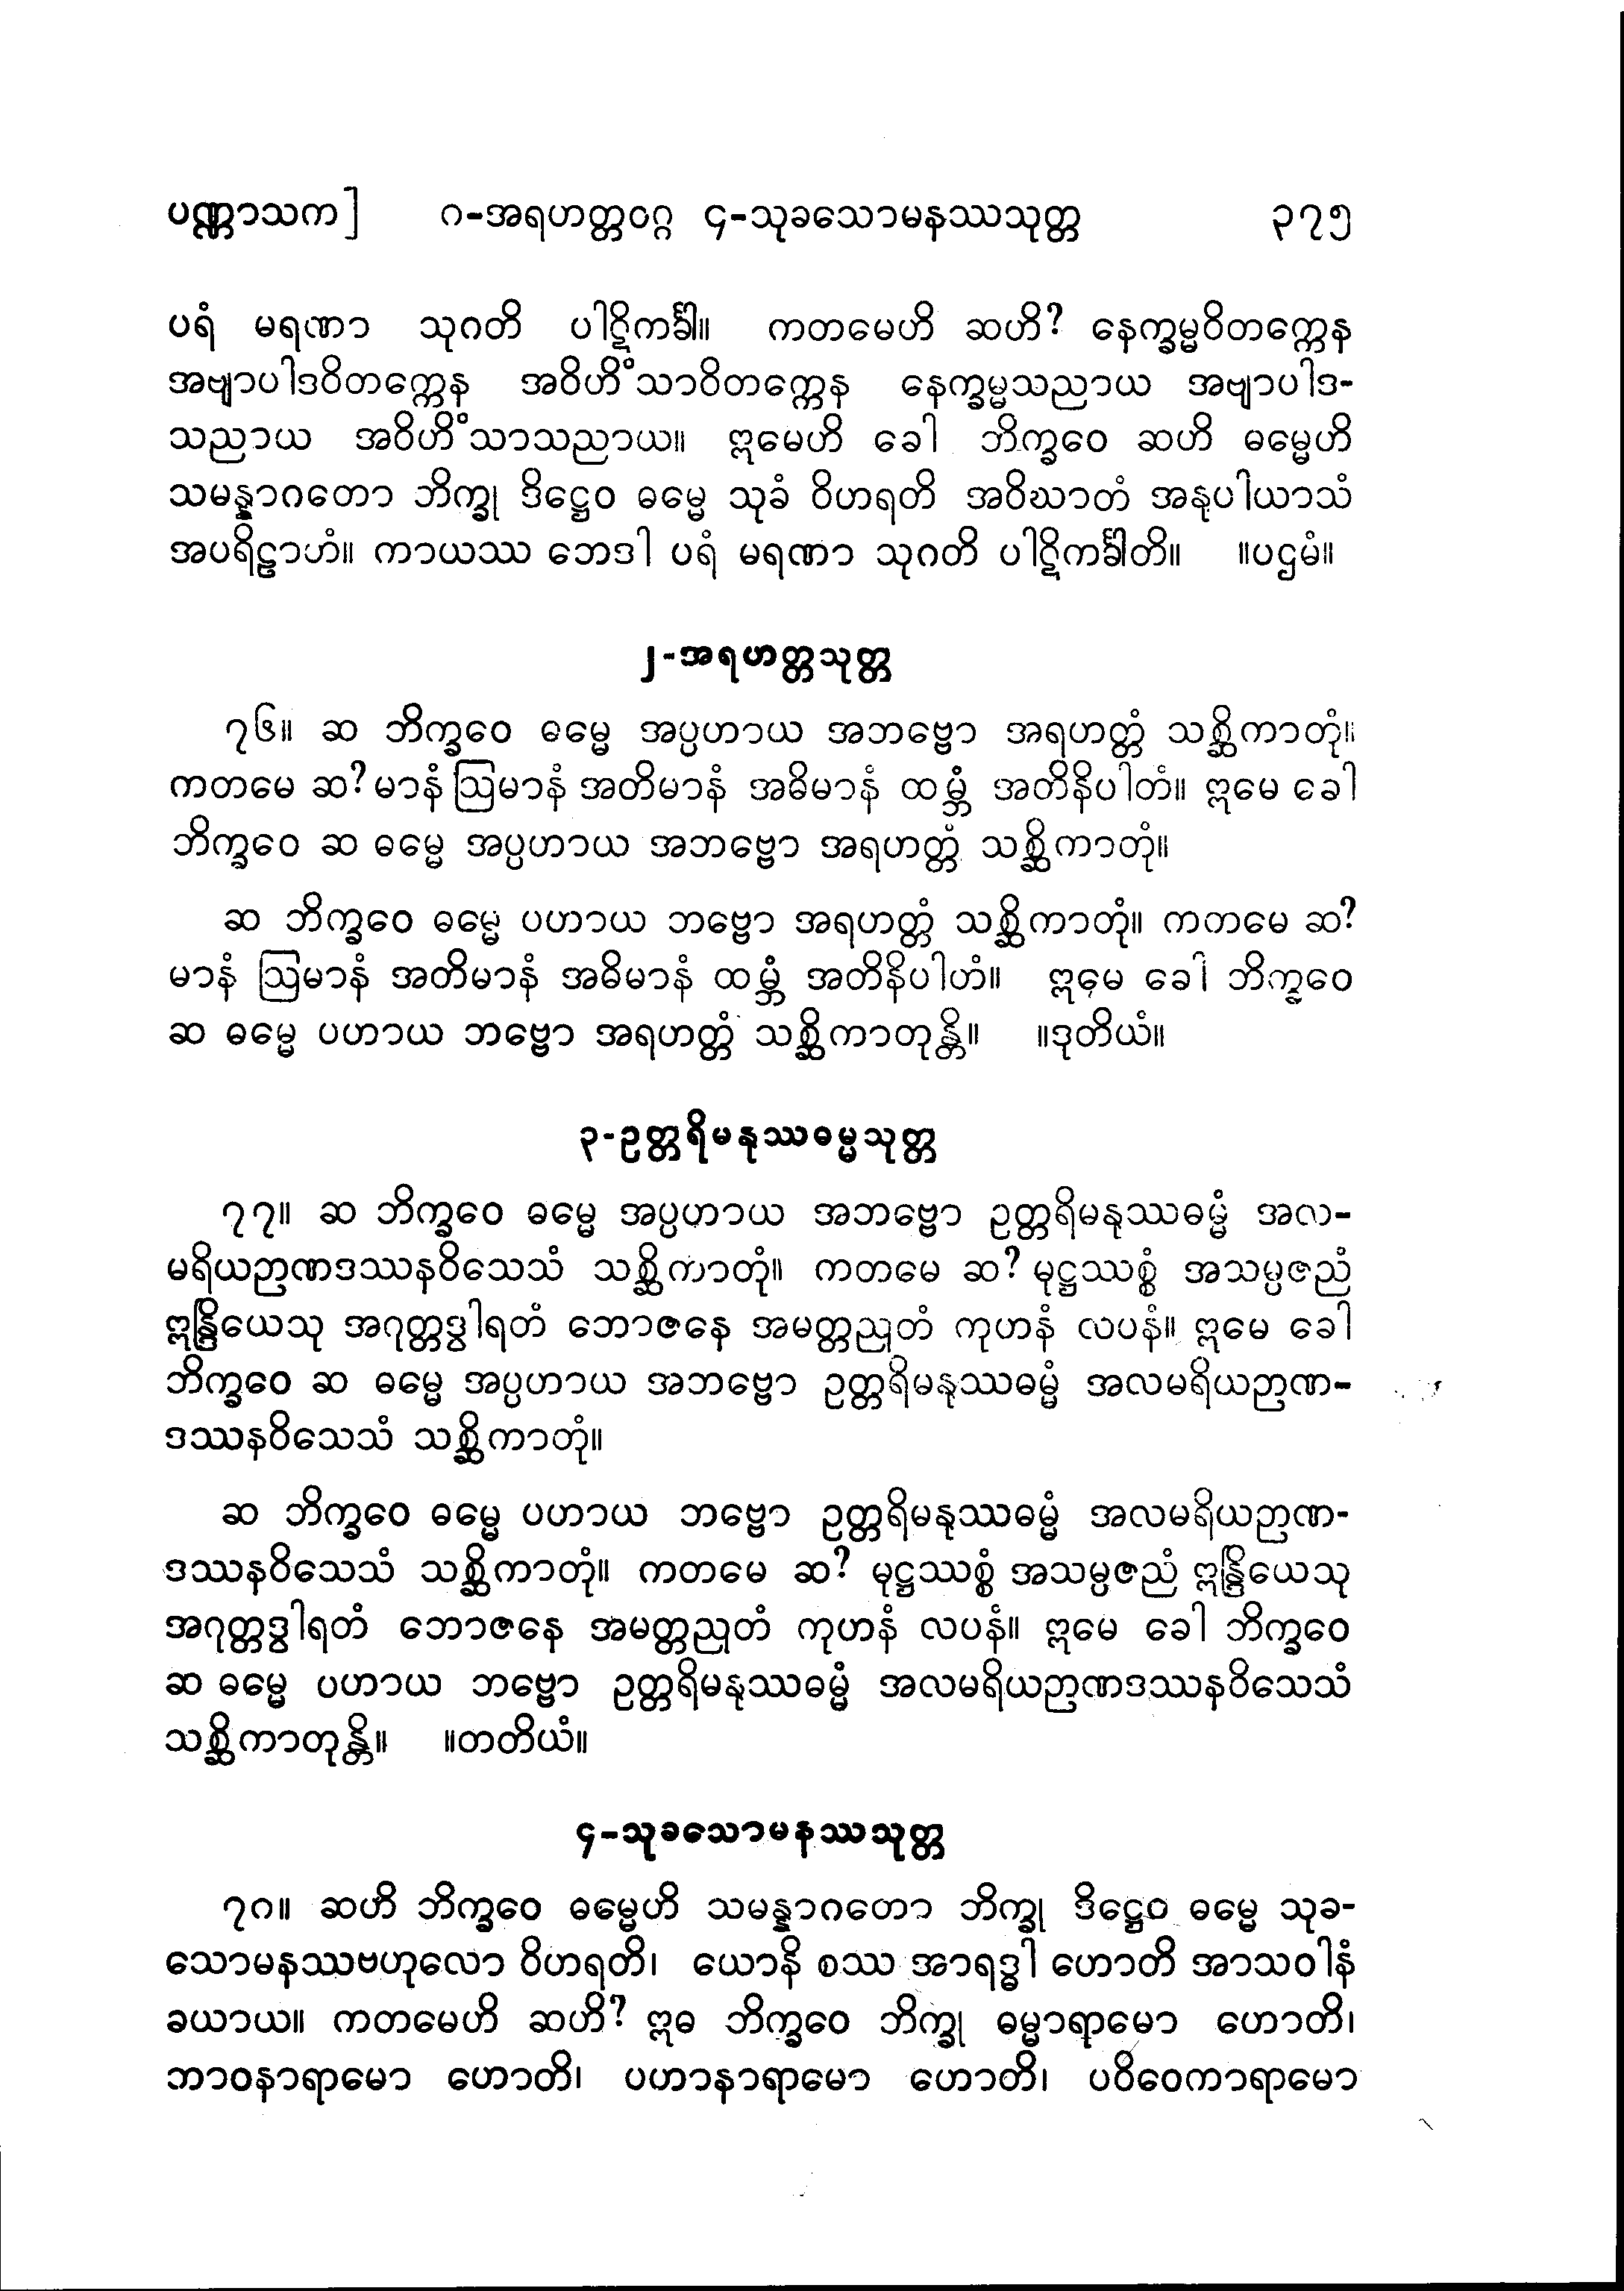 ပဏ္ဏာသက]    ဂ-အရဟတ္တဝဂ္ဂ ၄-သုခသောမနဿသုတ္တ    ၃၇၅
ပရံ မရဏာ သုဂတိ ပါဋိကင်္ခါ။ ကတမေဟိ ဆဟိ? နေက္ခမ္မဝိတက္ကေန
အဗျာပါဒဝိတက္ကေန အဝိဟိံသာဝိတက္ကေန နေက္ခမ္မသညာယ အဗျာပါဒ-
သညာယ အဝိဟိံသာသညာယ။ ဣမေဟိ ခေါ ဘိက္ခဝေ ဆဟိ ဓမ္မေဟိ
သမန္နာဂတော ဘိက္ခု ဒိဋ္ဌေဝ ဓမ္မေ သုခံ ဝိဟရတိ အဝိဃာတံ အနုပါယာသံ
အပရိဠာဟံ။ ကာယဿ ဘေဒါ ပရံ မရဏာ သုဂတိ ပါဋိကင်္ခါတိ။ ။ပဌမံ။
၂-အရဟတ္တသုတ္တ
၇၆။ ဆ ဘိက္ခဝေ ဓမ္မေ အပ္ပဟာယ အဘဗ္ဗော အရဟတ္တံ သစ္ဆိကာတုံ။
ကတမေ ဆ? မာနံ ဩမာနံ အတိမာနံ အဓိမာနံ ထမ္ဘံ အတိနိပါတံ။ ဣမေ ခေါ
ဘိက္ခဝေ ဆ ဓမ္မေ အပ္ပဟာယ အဘဗ္ဗော အရဟတ္တံ သစ္ဆိကာတုံ။
ဆ ဘိက္ခဝေ ဓမ္မေ ပဟာယ ဘဗ္ဗော အရဟတ္တံ သစ္ဆိကာတုံ။ ကတမေ ဆ?
မာနံ ဩမာနံ အတိမာနံ အဓိမာနံ ထမ္ဘံ အတိနိပါတံ။ ဣမေ ခေါ ဘိက္ခဝေ
ဆ ဓမ္မေ ပဟာယ ဘဗ္ဗော အရဟတ္တံ သစ္ဆိကာတုန္တိ။ ။ဒုတိယံ။
၃-ဥတ္တရိမနုဿဓမ္မသုတ္တ
၇၇။ ဆ ဘိက္ခဝေ ဓမ္မေ အပ္ပဟာယ အဘဗ္ဗော ဥတ္တရိမနုဿဓမ္မံ အလ-
မရိယဉာဏဒဿနဝိသေသံ သစ္ဆိကာတုံ။ ကတမေ ဆ? မုဋ္ဌဿစ္စံ အသမ္ပဇညံ
ဣန္ဒြိယေသု အဂုတ္တဒွါရတံ ဘောဇနေ အမတ္တညုတံ ကုဟနံ လပနံ။ ဣမေ ခေါ
ဘိက္ခဝေ ဆ ဓမ္မေ အပ္ပဟာယ အဘဗ္ဗော ဥတ္တရိမနုဿဓမ္မံ အလမရိယဉာဏ-
ဒဿနဝိသေသံ သစ္ဆိကာတုံ။
ဆ ဘိက္ခဝေ ဓမ္မေ ပဟာယ ဘဗ္ဗော ဥတ္တရိမနုဿဓမ္မံ အလမရိယဉာဏ-
ဒဿနဝိသေသံ သစ္ဆိကာတုံ။ ကတမေ ဆ? မုဋ္ဌဿစ္စံ အသမ္ပဇညံ ဣန္ဒြိယေသု
အဂုတ္တဒွါရတံ ဘောဇနေ အမတ္တညုတံ ကုဟနံ လပနံ။ ဣမေ ခေါ ဘိက္ခဝေ
ဆ ဓမ္မေ ပဟာယ ဘဗ္ဗော ဥတ္တရိမနုဿဓမ္မံ အလမရိယဉာဏဒဿနဝိသေသံ
သစ္ဆိကာတုန္တိ။ ။တတိယံ။
၄-သုခသောမနဿသုတ္တ
၇ဂ။ ဆဟိ ဘိက္ခဝေ ဓမ္မေဟိ သမန္နာဂတော ဘိက္ခု ဒိဋ္ဌေဝ ဓမ္မေ သုခ-
သောမနဿဗဟုလော ဝိဟရတိ၊ ယောနိ စဿ အာရဒ္ဓါ ဟောတိ အာသဝါနံ
ခယာယ။ ကတမေဟိ ဆဟိ? ဣဓ ဘိက္ခဝေ ဘိက္ခု ဓမ္မာရာမော ဟောတိ၊
ဘာဝနာရာမော ဟောတိ၊ ပဟာနာရာမော ဟောတိ၊ ပဝိဝေကာရာမော